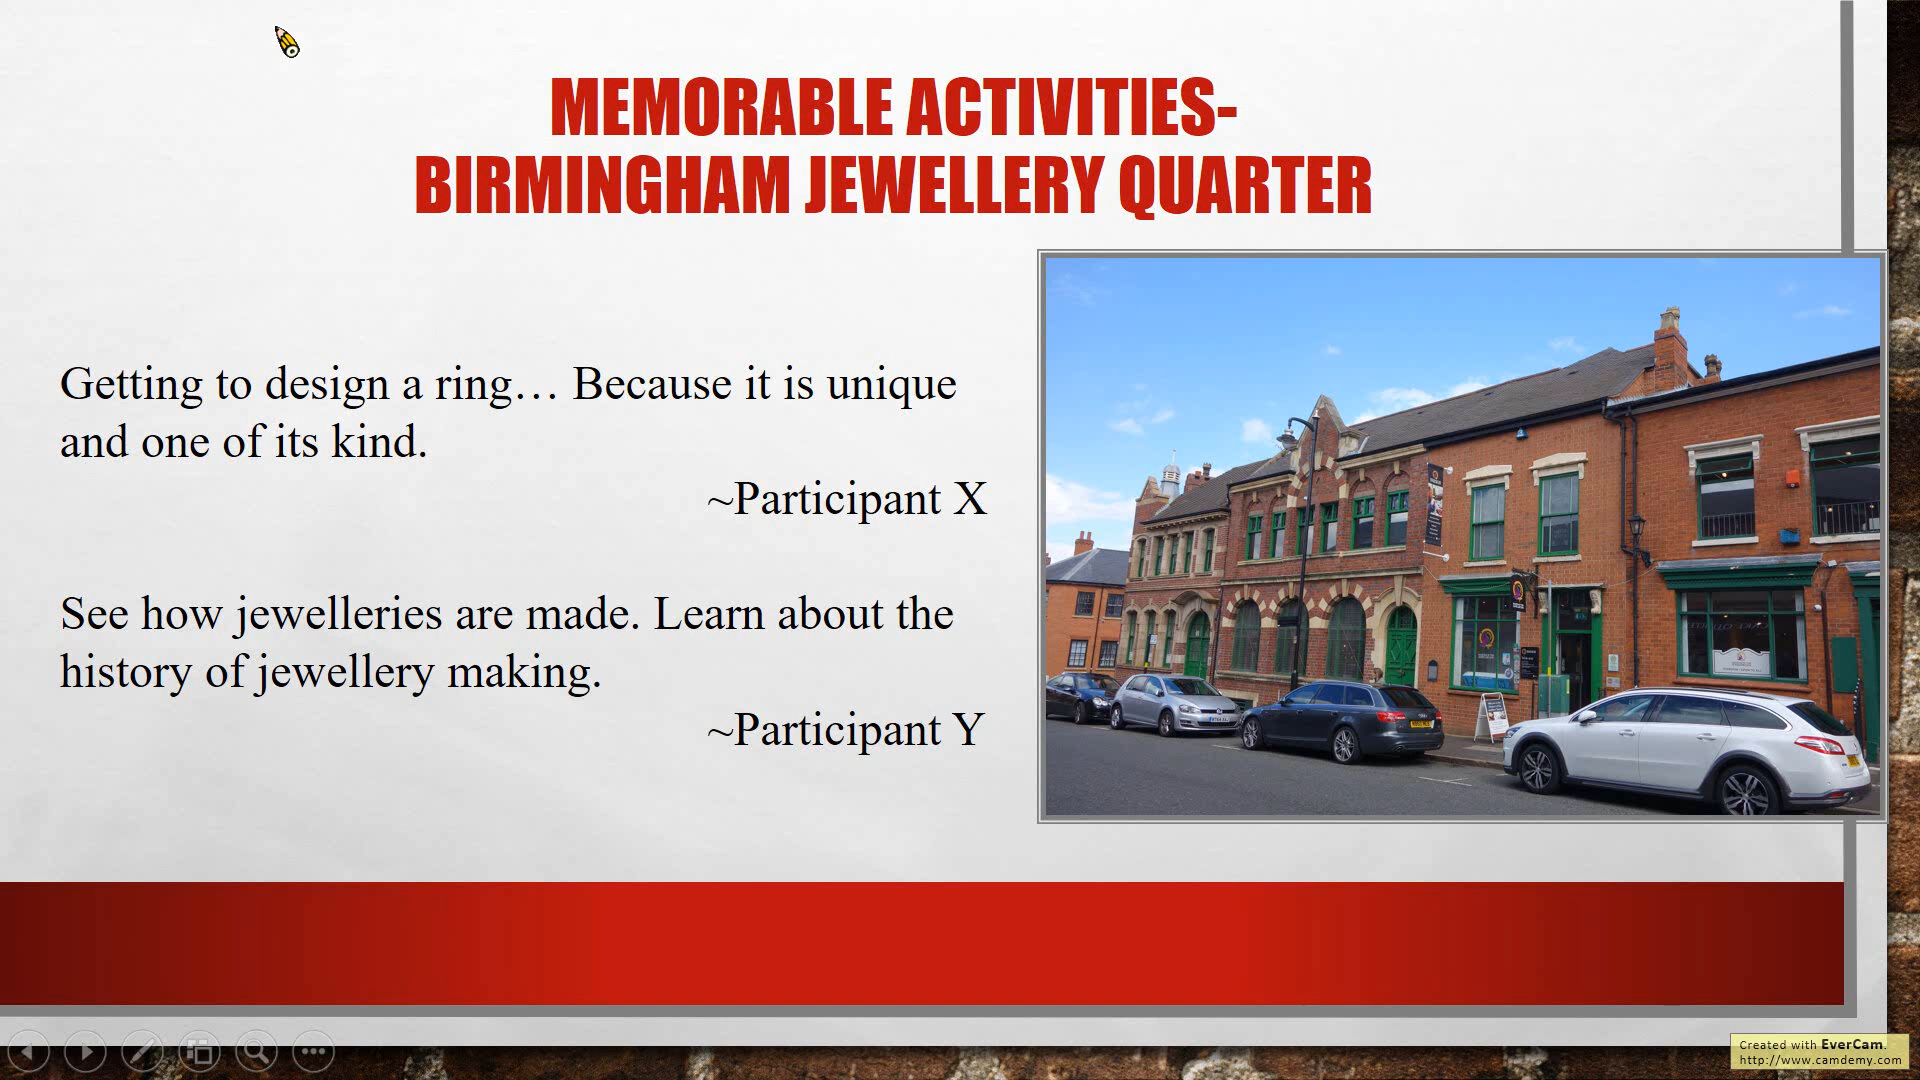 MEMORABLE ACTIVITIES-
BIRMINGHAM JEWELLERY QUARTER
Getting to design a ring… Because it is unique
and one of its kind.
~Participant X
See how jewelleries are made. Learn about the
history of jewellery making.
~Participant Y
Created with EverCam.
http://www.camdemy.com